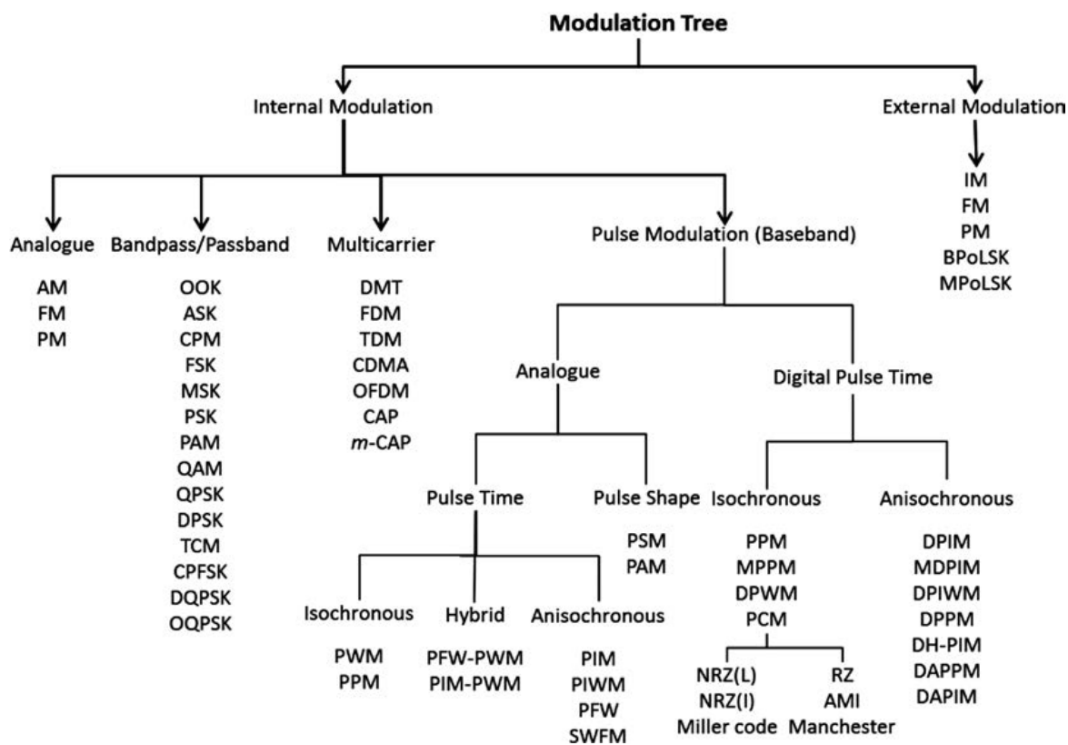 Modulation Tree
Internal Modulation
External Modulation
IM
FM
PM
BPoLSK
MPoLSK
Analogue
AM
FM
PM
Bandpass/Passband
OOK
ASK
CPM
FSK
MSK
PSK
PAM
QAM
QPSK
DPSK
TCM
CPFSK
DQPSK
OQPSK
Multicarrier
DMT
FDM
TDM
CDMA
OFDM
CAP
m-CAP
Pulse Modulation (Baseband)
Analogue
Digital Pulse Time
Pulse Time
Pulse Shape
PSM
PAM
Isochronous
PWM
PPM
Hybrid
PFW-PWM
PIM-PWM
Anisochronous
PIM
PIWM
PFW
SWFM
Isochronous
PPM
MPPM
DPWM
PCM
NRZ(L)
NRZ(I)
Miller code
RZ
AMI
Manchester
Anisochronous
DPIM
MDPIM
DPIWM
DPPM
DH-PIM
DAPPM
DAPIM